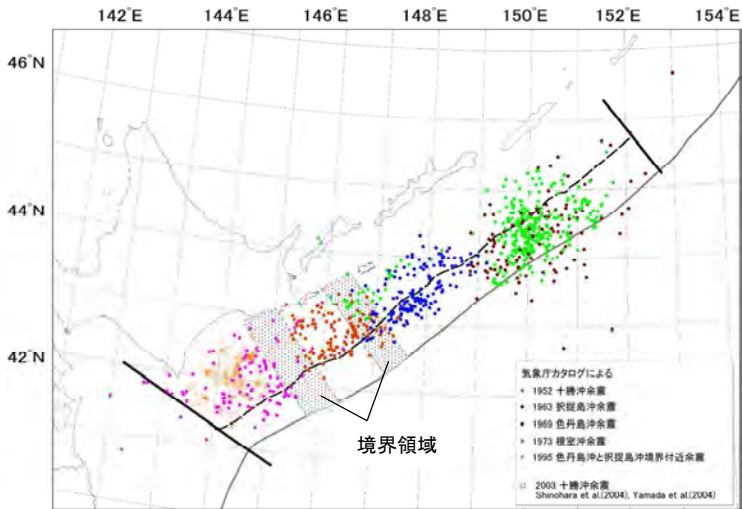 142°E 144°E 146°E 148°E 150°E 152°E 154°E
46°N
44°N
42°N
境界領域
気象庁カタログによる
1952 十勝沖余震
1963 択捉島沖余震
1969 色丹島沖余震
1973 根室沖余震
1995 色丹島沖と択捉島沖境界付近余震
2003 十勝沖余震
Shinohara et al.(2004), Yamada et al.(2004)